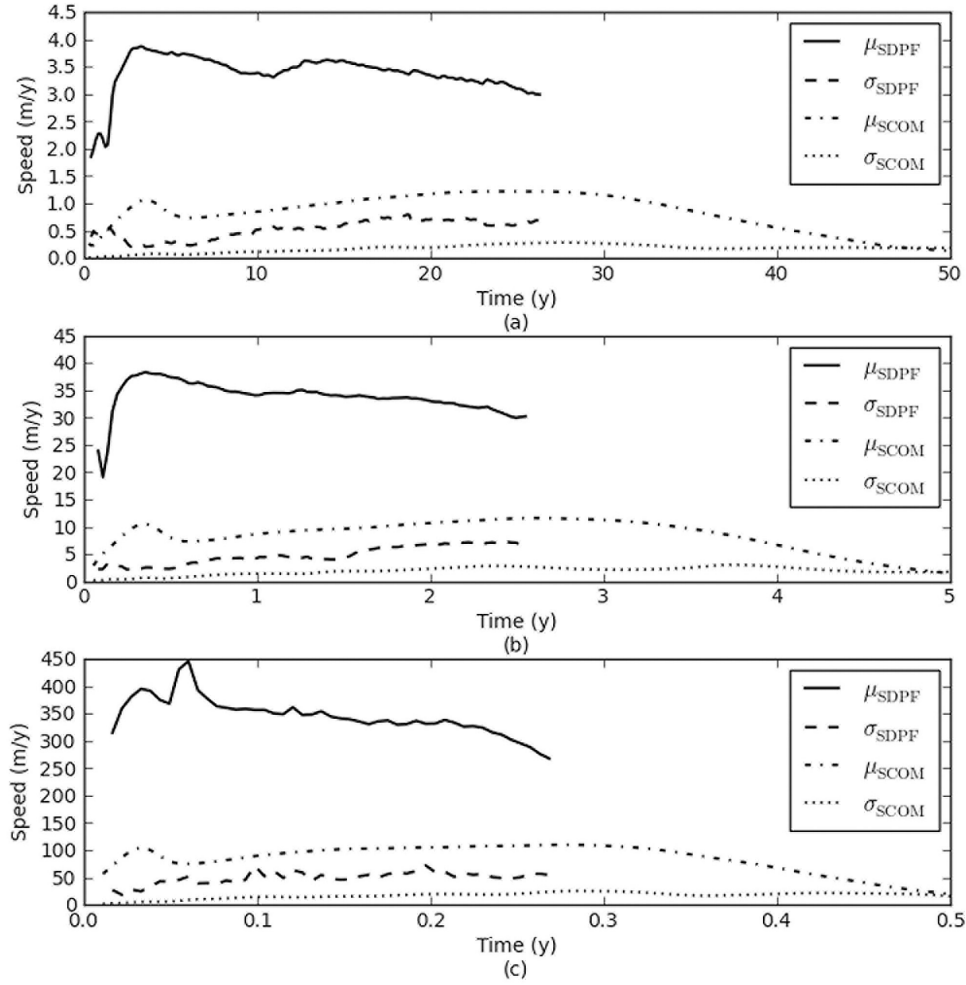 4.5
4.0
3.5
3.0
2.5
2.0
1.5
1.0
0.5
0.0
Speed (m/y)
μSDPF
σSDPF
μSCOM
σSCOM
0 10 20 30 40 50
Time (y)
(a)
45
40
35
30
25
20
15
10
5
0
Speed (m/y)
μSDPF
σSDPF
μSCOM
σSCOM
0 1 2 3 4 5
Time (y)
(b)
450
400
350
300
250
200
150
100
50
0
Speed (m/y)
μSDPF
σSDPF
μSCOM
σSCOM
0.0 0.1 0.2 0.3 0.4 0.5
Time (y)
(c)